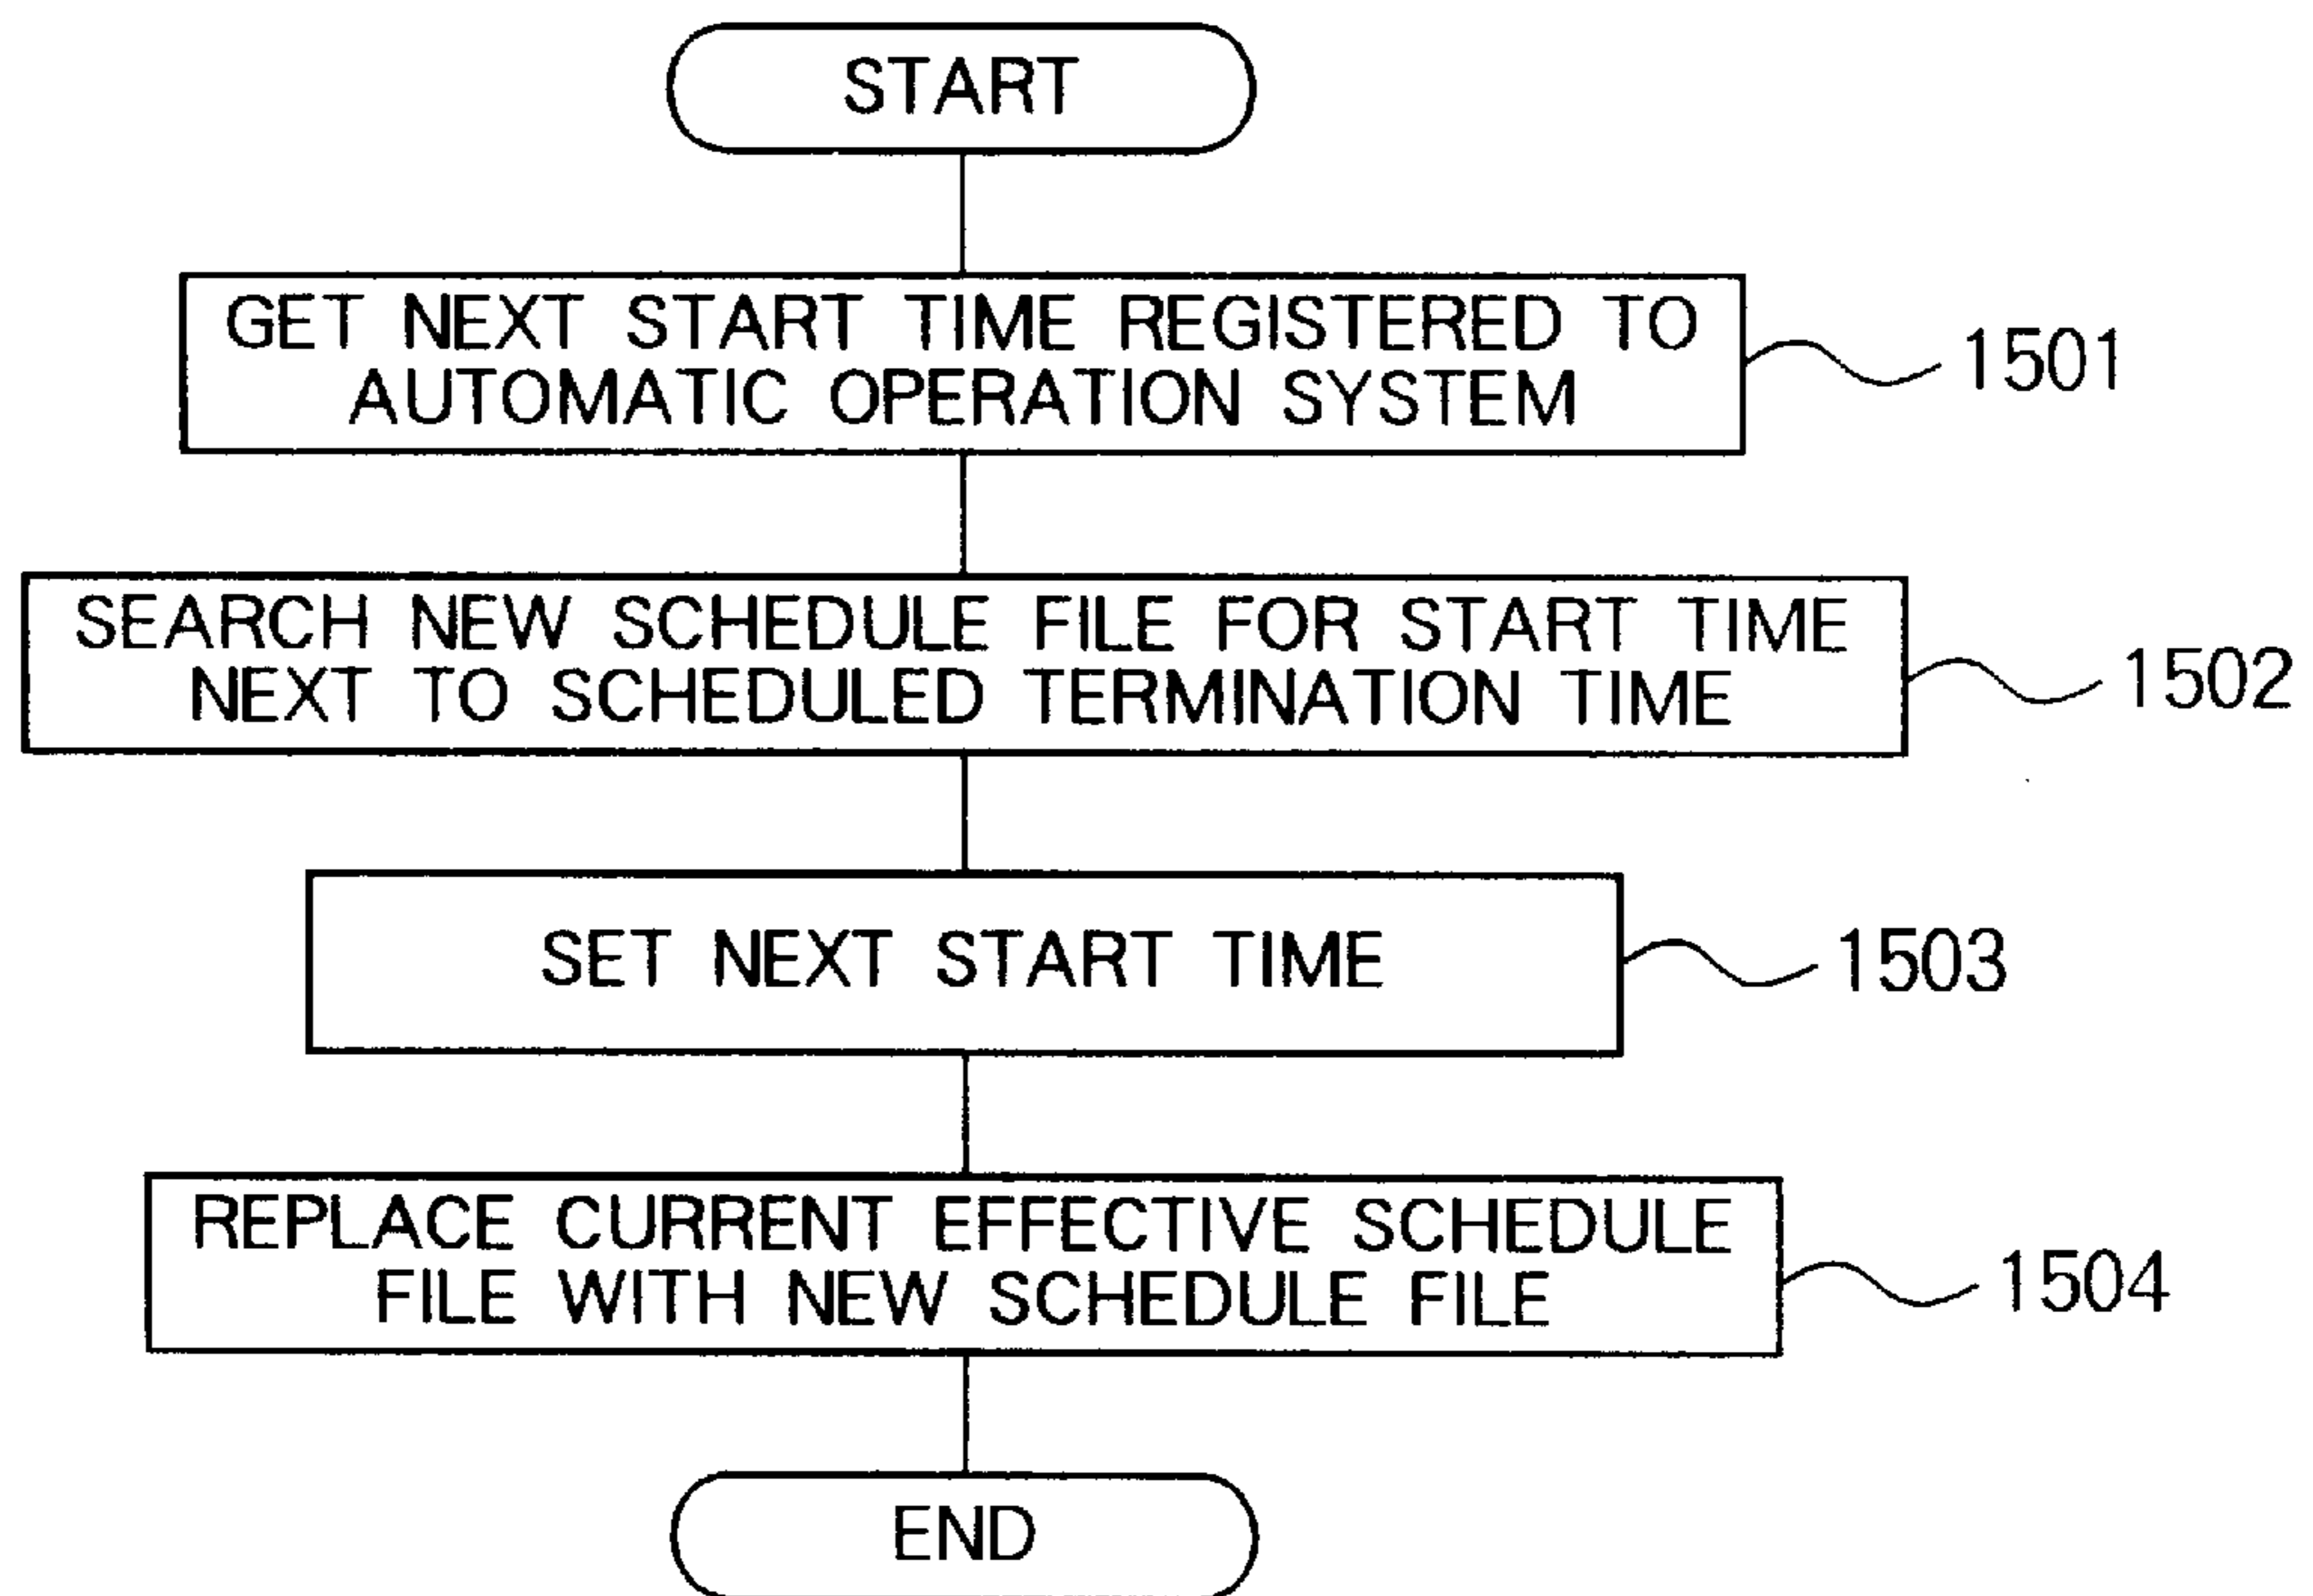 START
GET NEXT START TIME REGISTERED TO
AUTOMATIC OPERATION SYSTEM
1501
SEARCH NEW SCHEDULE FILE FOR START TIME
NEXT TO SCHEDULED TERMINATION TIME
1502
SET NEXT START TIME
1503
REPLACE CURRENT EFFECTIVE SCHEDULE
FILE WITH NEW SCHEDULE FILE
1504
END